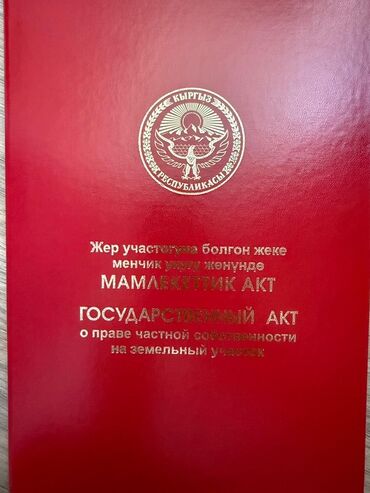 КЫРГЫЗ
РЕСПУБЛИКАСЫ
Жер участогуна болгон жеке
менчик укугу жөнүндө
МАМЛЕКЕТТИК АКТ
ГОСУДАРСТВЕННЫЙ АКТ
о праве частной собственности
на земельный участок